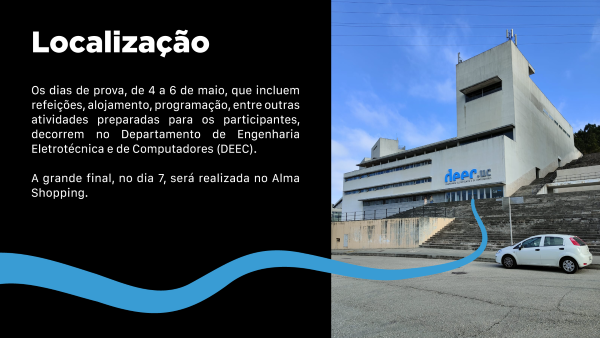 Localização
Os dias de prova, de 4 a 6 de maio, que incluem
refeições, alojamento, programação, entre outras
atividades preparadas para os participantes,
decorrem no Departamento de Engenharia
Eletrotécnica e de Computadores (DEEC).
A grande final, no dia 7, será realizada no Alma
Shopping.
deec.uc